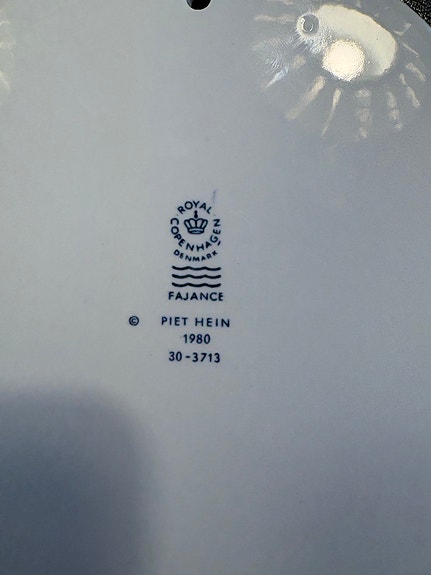 ROYAL COPENHAGEN
DENMARK
FAJANCE
© PIET HEIN
1980
30-3713